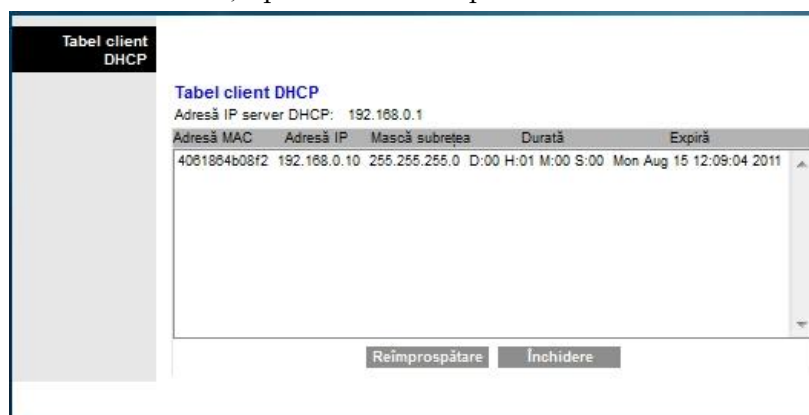 Tabel client
DHCP
Tabel client DHCP
Adresă IP server DHCP: 192.168.0.1
Adresă MAC Adresă IP Mască subrețea Durată Expiră
4061864b08f2 192.168.0.10 255.255.255.0 D:00 H:01 M:00 S:00 Mon Aug 15 12:09:04 2011
Reîmprospătare Închidere